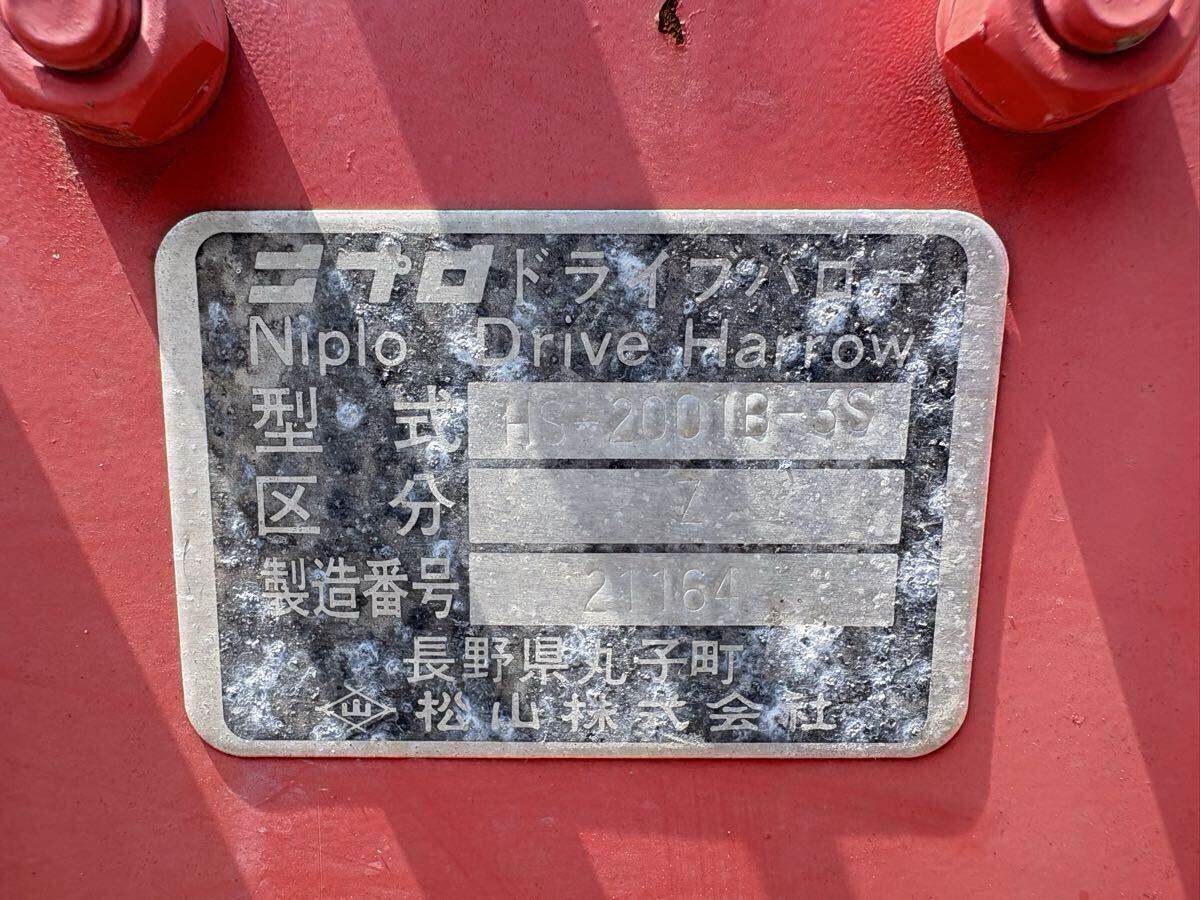 ニプロ ドライブハロー
Niplo Drive Harrow
型式 HS-2001B-3S
区分 Z
製造番号 21164
長野県丸子町
山 松山株式会社